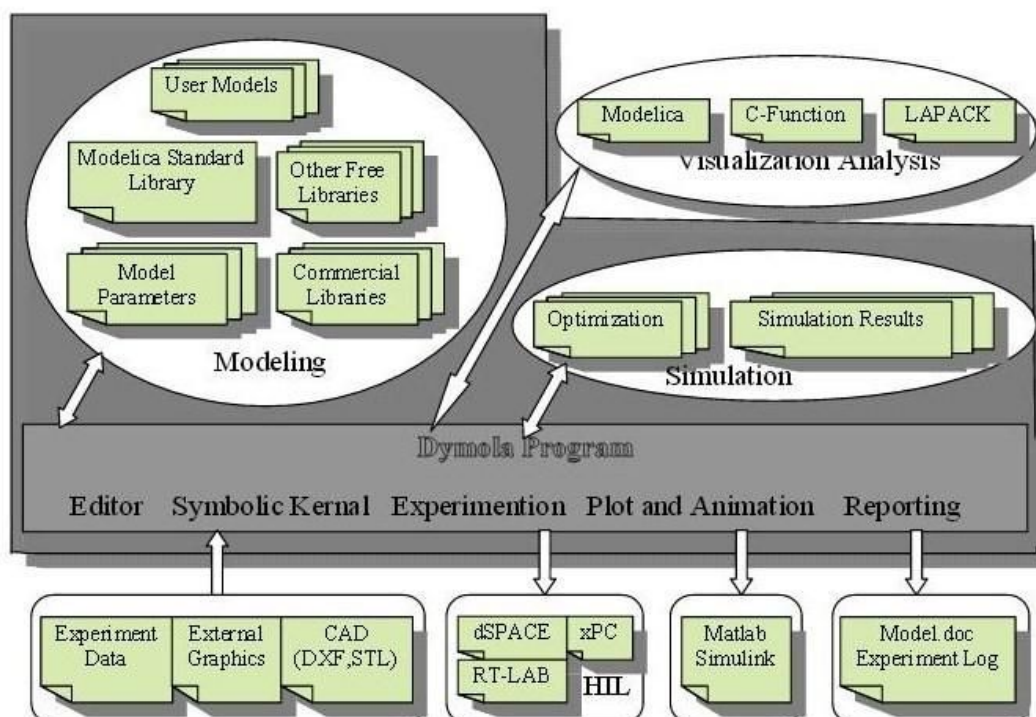 User Models
Modelica Standard
Library
Other Free
Libraries
Model
Parameters
Commercial
Libraries
Modeling
Modelica
C-Function
LAPACK
Visualization Analysis
Optimization
Simulation Results
Simulation
Dymola Program
Editor Symbolic Kernal Experimention Plot and Animation Reporting
Experiment
Data
External
Graphics
CAD
(DXF,STL)
dSPACE
xPC
RT-LAB
HIL
Matlab
Simulink
Model.doc
Experiment Log